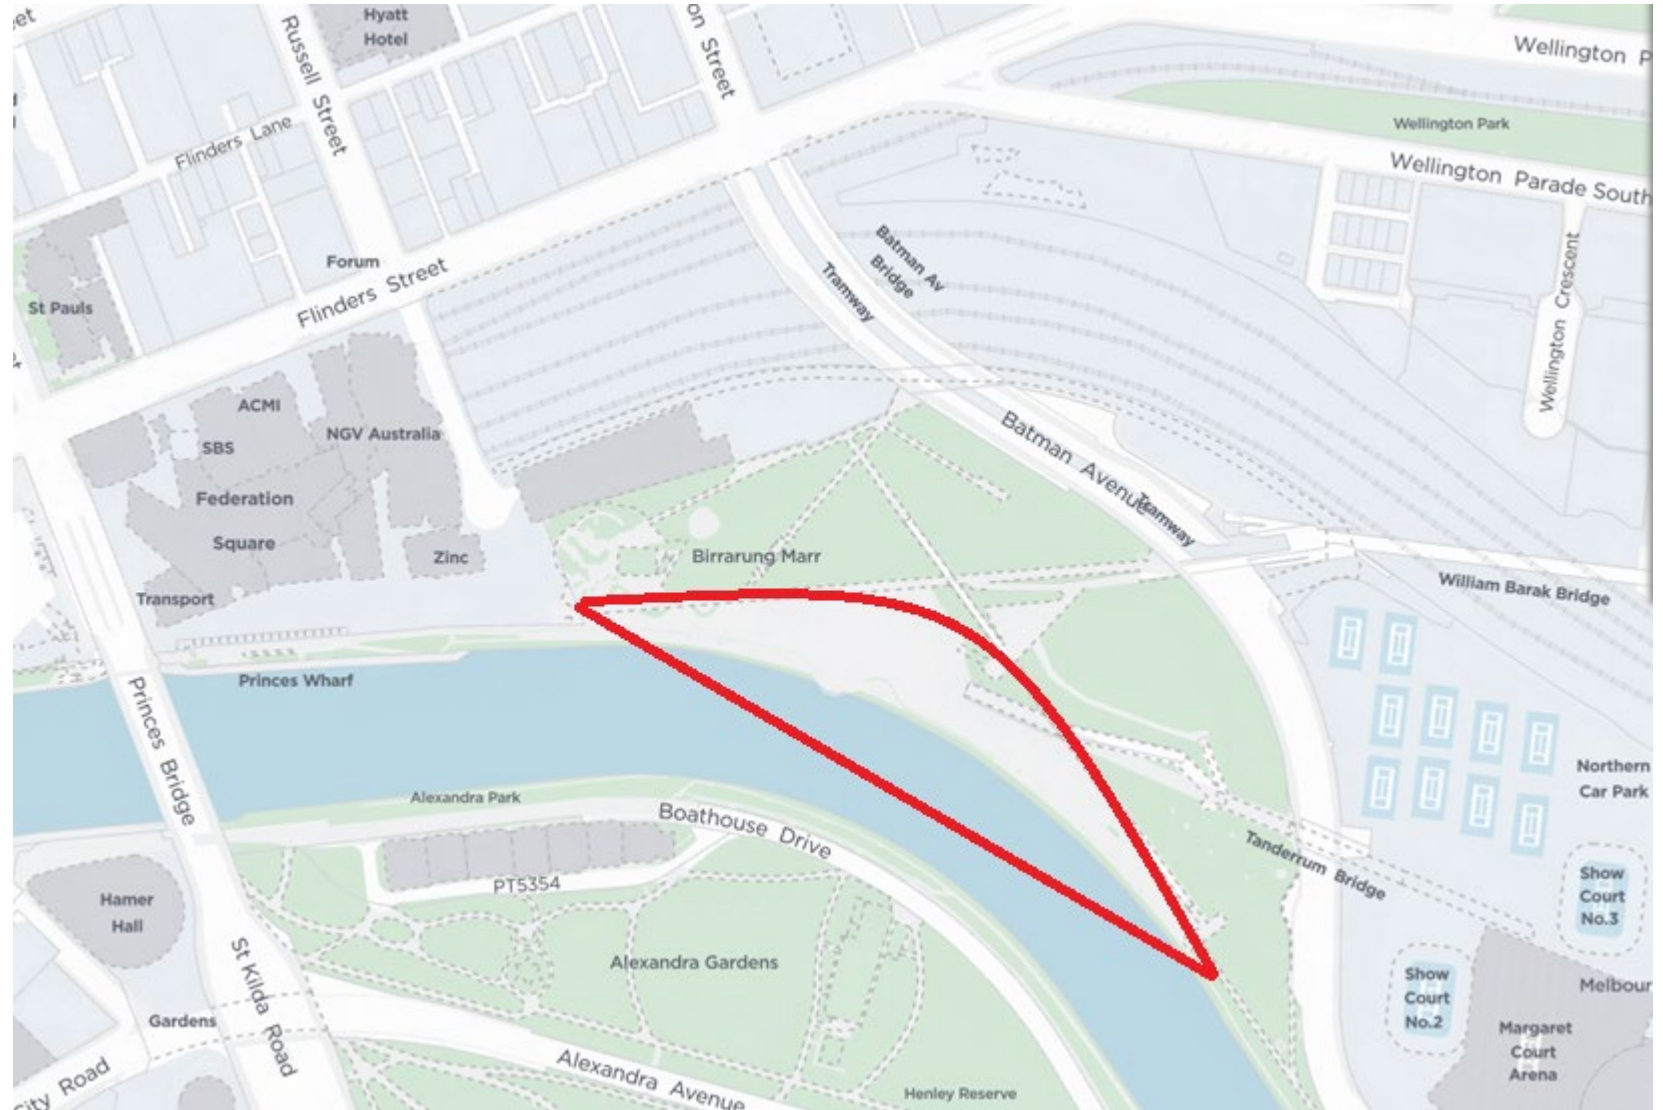 Hyatt
Hotel
Russell Street
on Street
Wellington P
Wellington Park
Flinders Lane
Wellington Parade South
Batman Av
Bridge
Tramway
Wellington Crescent
Forum
Flinders Street
St Pauls
ACMI
NGV Australia
SBS
Federation
Square
Zinc
Transport
Batman Avenue
Tramway
Birrarung Marr
William Barak Bridge
Princes Wharf
Princes Bridge
Northern
Car Park
Alexandra Park
Boathouse Drive
PT5354
Tanderrum Bridge
Show
Court
No.3
Hamer
Hall
St Kilda Road
Alexandra Gardens
Show
Court
No.2
Melbour
Gardens
Margaret
Court
Arena
City Road
Alexandra Avenue
Henley Reserve